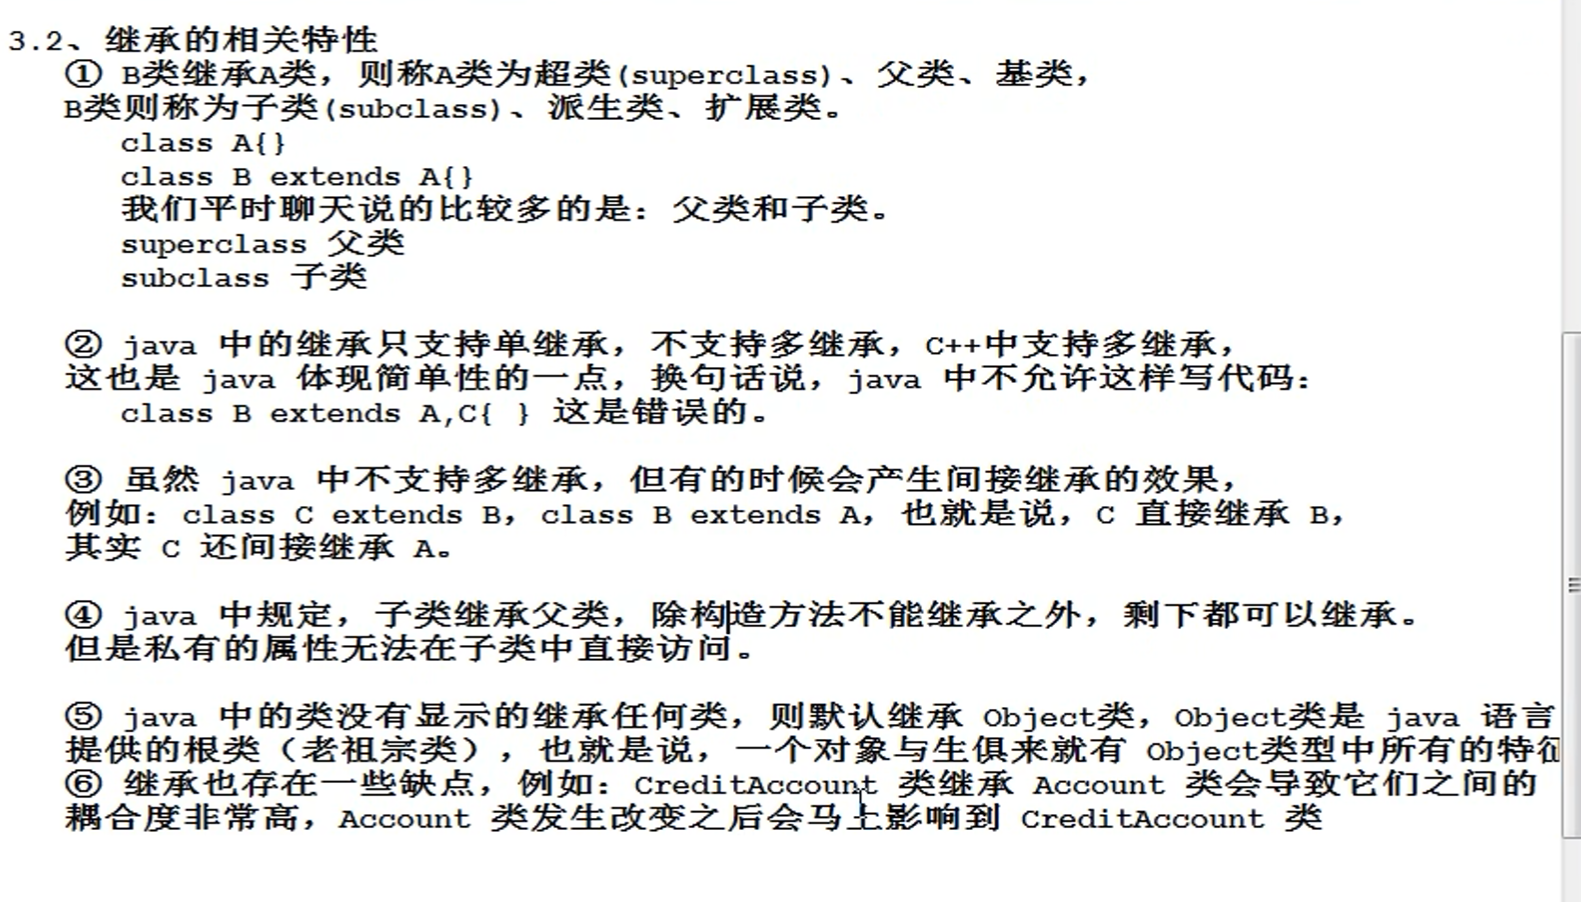 3.2、继承的相关特性
① B类继承A类，则称A类为超类(superclass)、父类、基类，
B类则称为子类(subclass)、派生类、扩展类。
class A{}
class B extends A{}
我们平时聊天说的比较多的是：父类和子类。
superclass 父类
subclass 子类
② java 中的继承只支持单继承，不支持多继承，C++中支持多继承，
这也是 java 体现简单性的一点，换句话说，java 中不允许这样写代码：
class B extends A,C{ } 这是错误的。
③ 虽然 java 中不支持多继承，但有的时候会产生间接继承的效果，
例如：class C extends B，class B extends A，也就是说，C 直接继承 B，
其实 C 还间接继承 A。
④ java 中规定，子类继承父类，除构造方法不能继承之外，剩下都可以继承。
但是私有的属性无法在子类中直接访问。
⑤ java 中的类没有显示的继承任何类，则默认继承 Object类，Object类是 java 语言
提供的根类（老祖宗类），也就是说，一个对象与生俱来就有 Object类型中所有的特征
⑥ 继承也存在一些缺点，例如：CreditAccount 类继承 Account 类会导致它们之间的
耦合度非常高，Account 类发生改变之后会马上影响到 CreditAccount 类